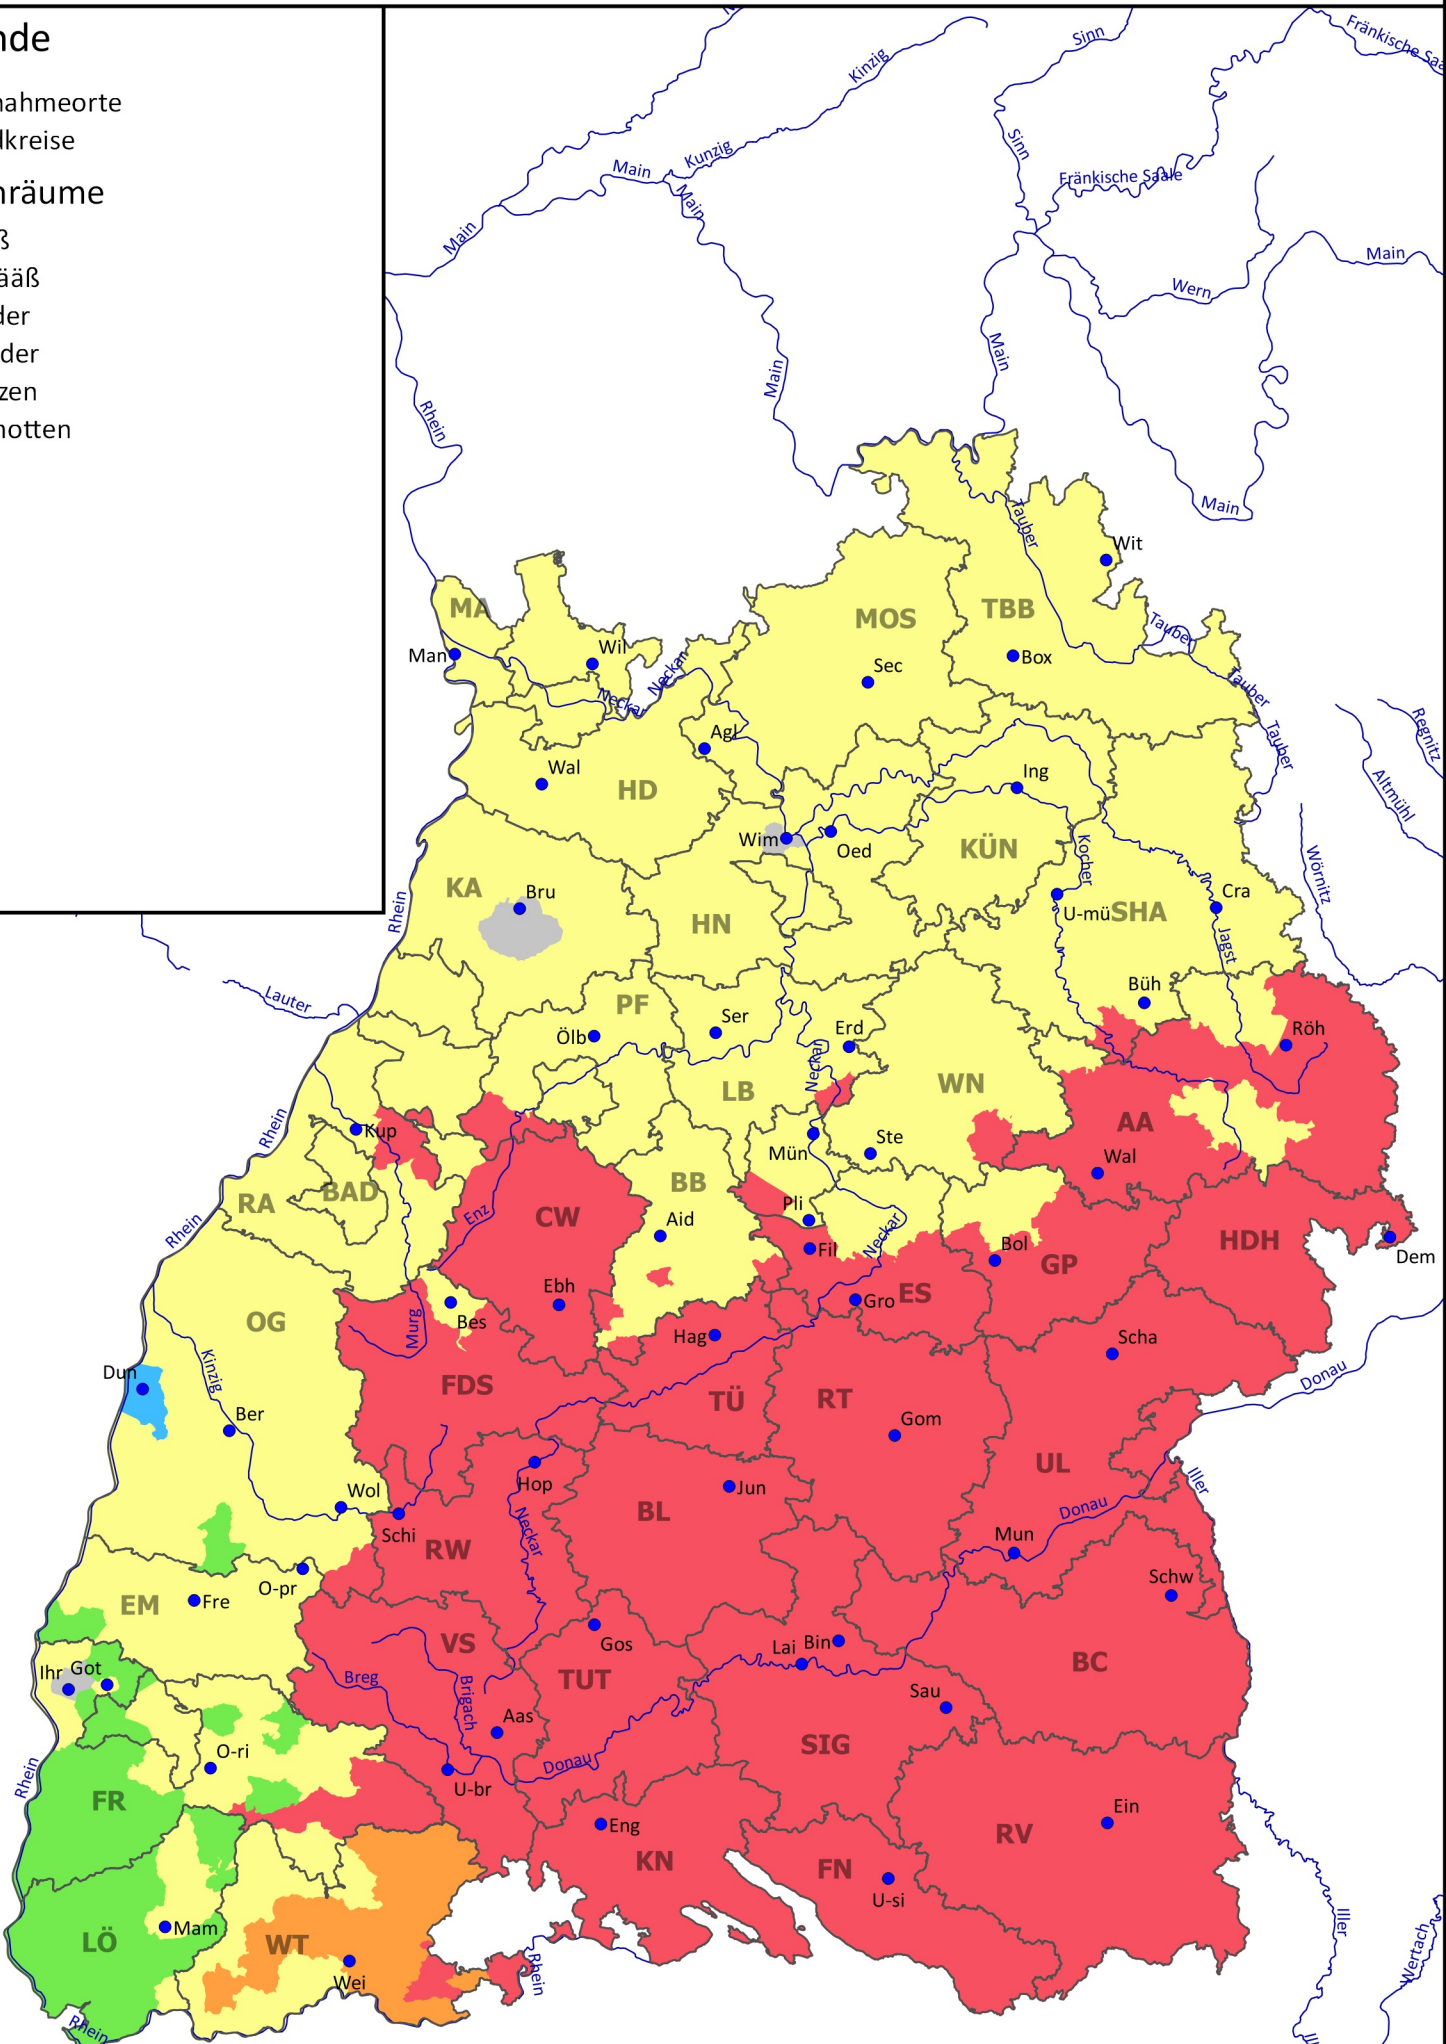 nde
nahmeorte
dkreise
nräume
ß
ääß
der
der
zen
hotten
Kinzig
Sinn
Fränkische Saa
Kunzig
Main
Main
Main
Sinn
Fränkische Saale
Main
Wern
Main
Main
Rhein
Main
Tauber
Wit
MA
MOS
TBB
Tauber
Man
Wil
Neckar
Sec
Box
Neckar
Tauber
Regnitz
Agl
Tauber
Wal
HD
Ing
Altmühl
Wim
Oed
KÜN
Kocher
Wörnitz
KA
Bru
Rhein
HN
U-mü
SHA
Cra
Jagst
Lauter
PF
Büh
Ölb
Ser
Erd
Röh
Neckar
LB
WN
Rhein
Kup
AA
Mün
Ste
Wal
RA
BAD
BB
Pli
Enz
CW
Aid
Rhein
Fil
Neckar
Bol
GP
HDH
Dem
Ebh
ES
Gro
OG
Murg
Bes
Hag
Scha
Dun
Kinzig
FDS
TÜ
RT
Donau
Ber
Gom
UL
Wol
Hop
Jun
Iller
Schi
Neckar
BL
Donau
RW
Mun
O-pr
Schw
EM
Fre
VS
Gos
Lai
Bin
BC
Ihr
Got
Breg
Brigach
TUT
Sau
Aas
SIG
O-ri
Rhein
U-br
Donau
FR
Eng
Ein
KN
FN
RV
U-si
Mam
LÖ
WT
Wei
Rhein
Iller
Wertach
Rhein